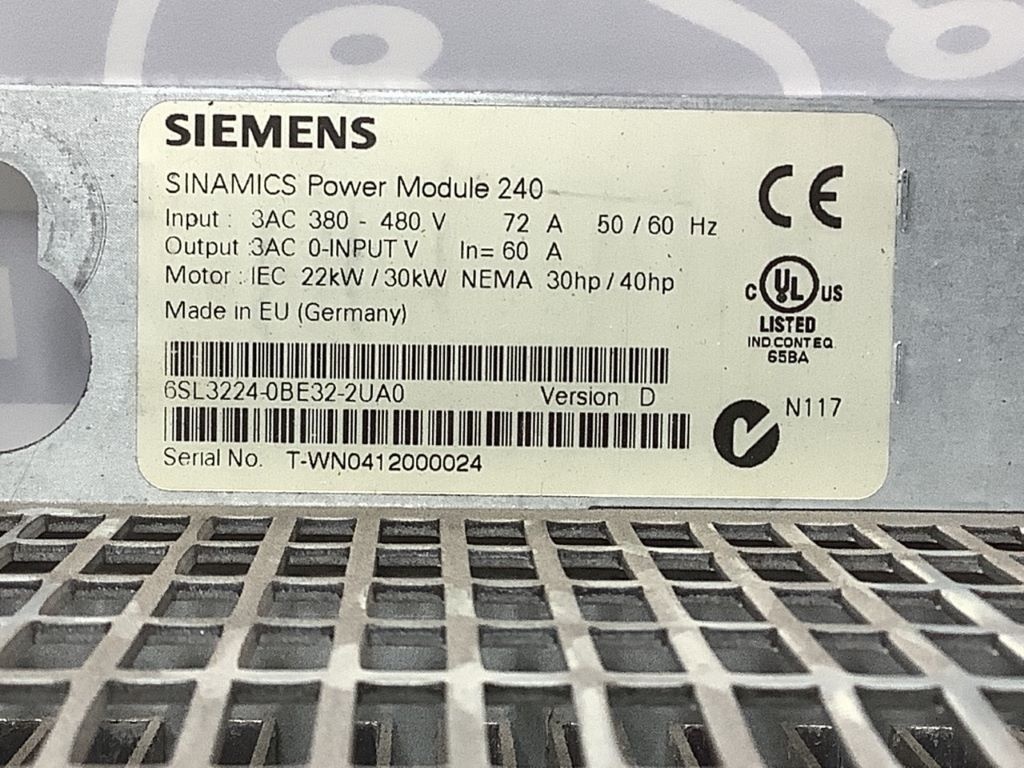 SIEMENS
SINAMICS Power Module 240
Input : 3AC 380 - 480 V 72 A 50 / 60 Hz
Output :3AC 0-INPUT V In= 60 A
Motor : IEC 22kW / 30kW NEMA 30hp / 40hp
Made in EU (Germany)
6SL3224-0BE32-2UA0 Version D
Serial No. T-WN0412000024
CE
C UL US
LISTED
IND.CONT.EQ.
65BA
N117